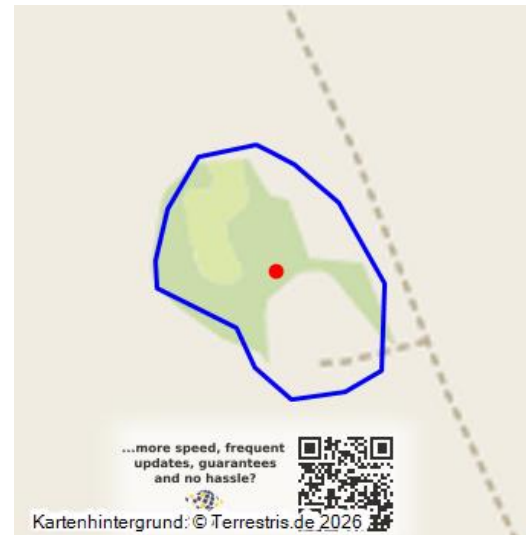 ...more speed, frequent
updates, guarantees
and no hassle?
Kartenhintergrund: © Terrestris.de 2026